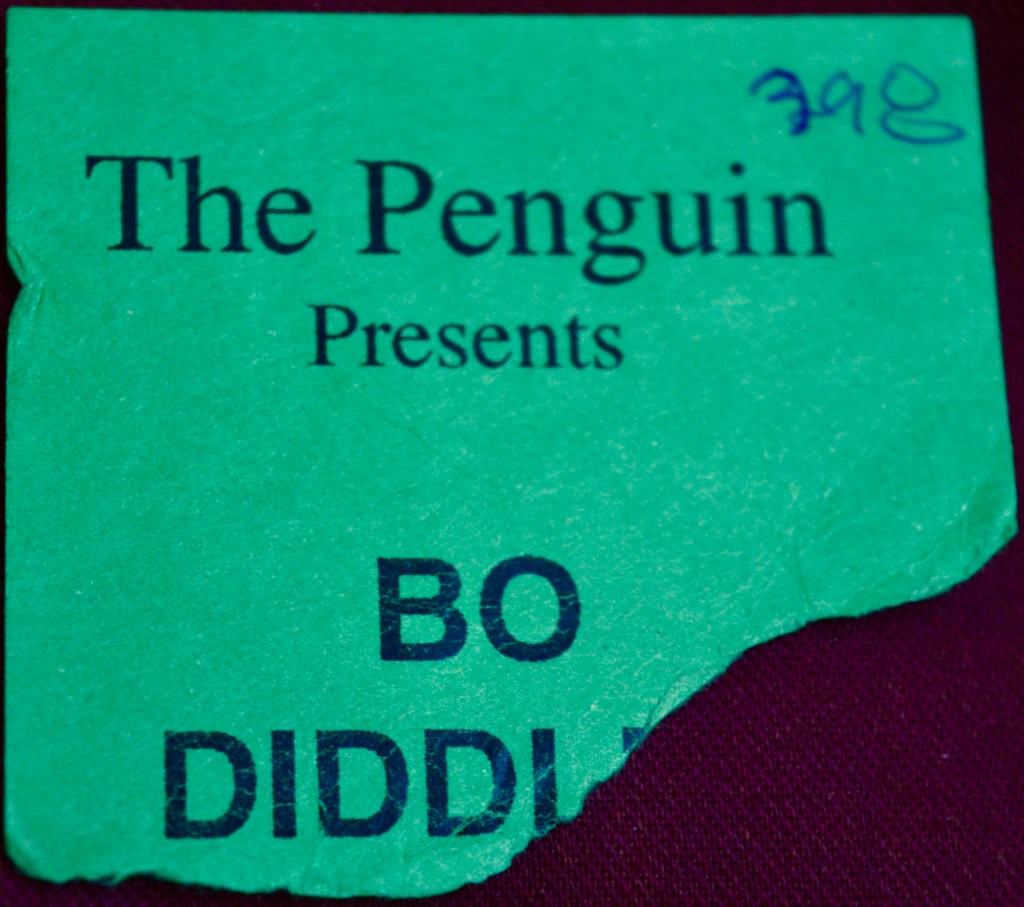 398
The Penguin
Presents
BO
DIDDL